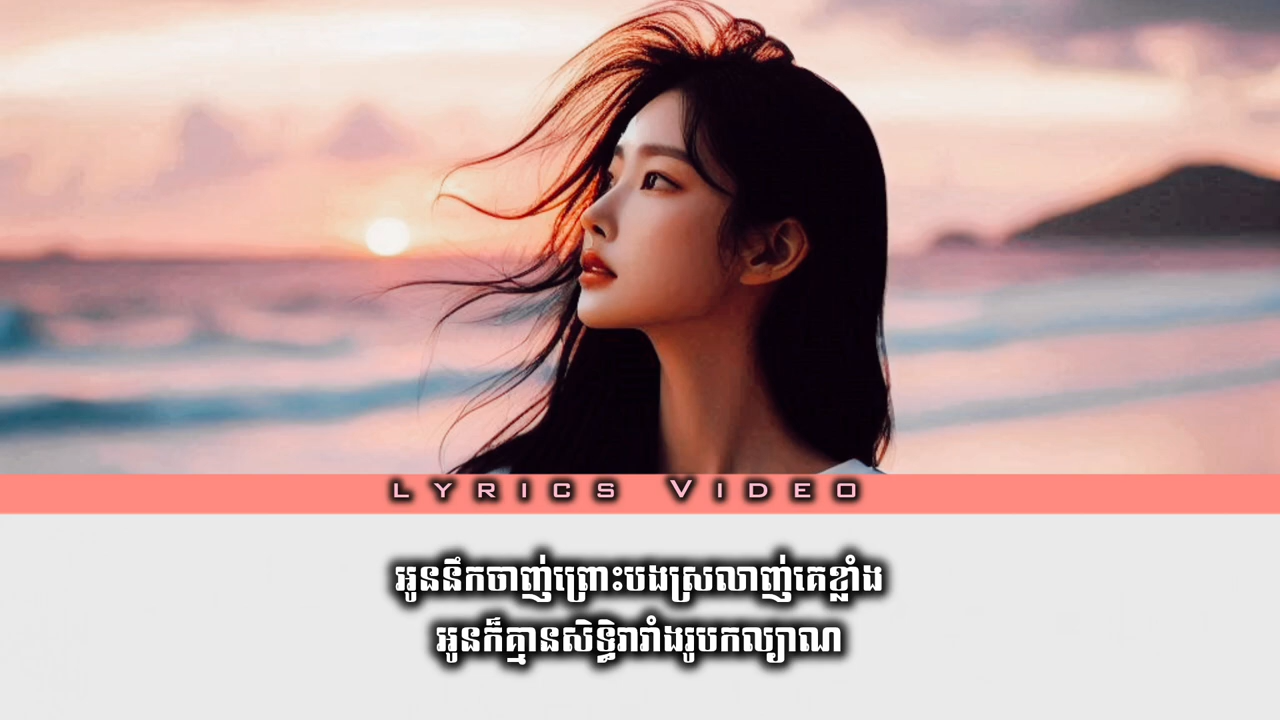 Lyrics Video
អូននឹកចាញ់ព្រោះបងស្រលាញ់គេខ្លាំង
អូនក៏គ្មានសិទ្ធិរារាំងរូបកល្យាណ